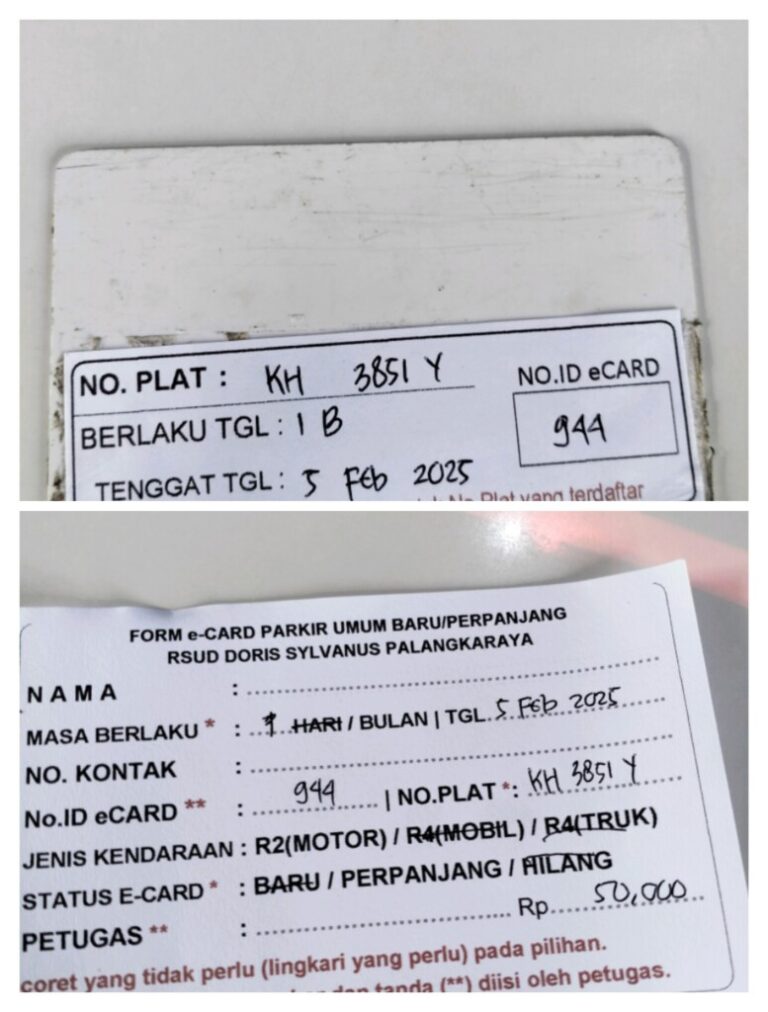 NO. PLAT : KH 3851 Y
NO.ID eCARD
BERLAKU TGL : 1 B
944
TENGGAT TGL : 5 Feb 2025
No Plat yang terdaftar
FORM e-CARD PARKIR UMUM BARU/PERPANJANG
RSUD DORIS SYLVANUS PALANGKARAYA
NAMA :
MASA BERLAKU * : 1 HARI / BULAN | TGL. 5 Feb 2025
NO. KONTAK :
No.ID eCARD ** : 944 | NO.PLAT *: KH 3851 Y
JENIS KENDARAAN : R2(MOTOR) / R4(MOBIL) / R4(TRUK)
STATUS E-CARD * : BARU / PERPANJANG / HILANG
PETUGAS ** : Rp. 50,000
coret yang tidak perlu (lingkari yang perlu) pada pilihan.
dan tanda (**) diisi oleh petugas.